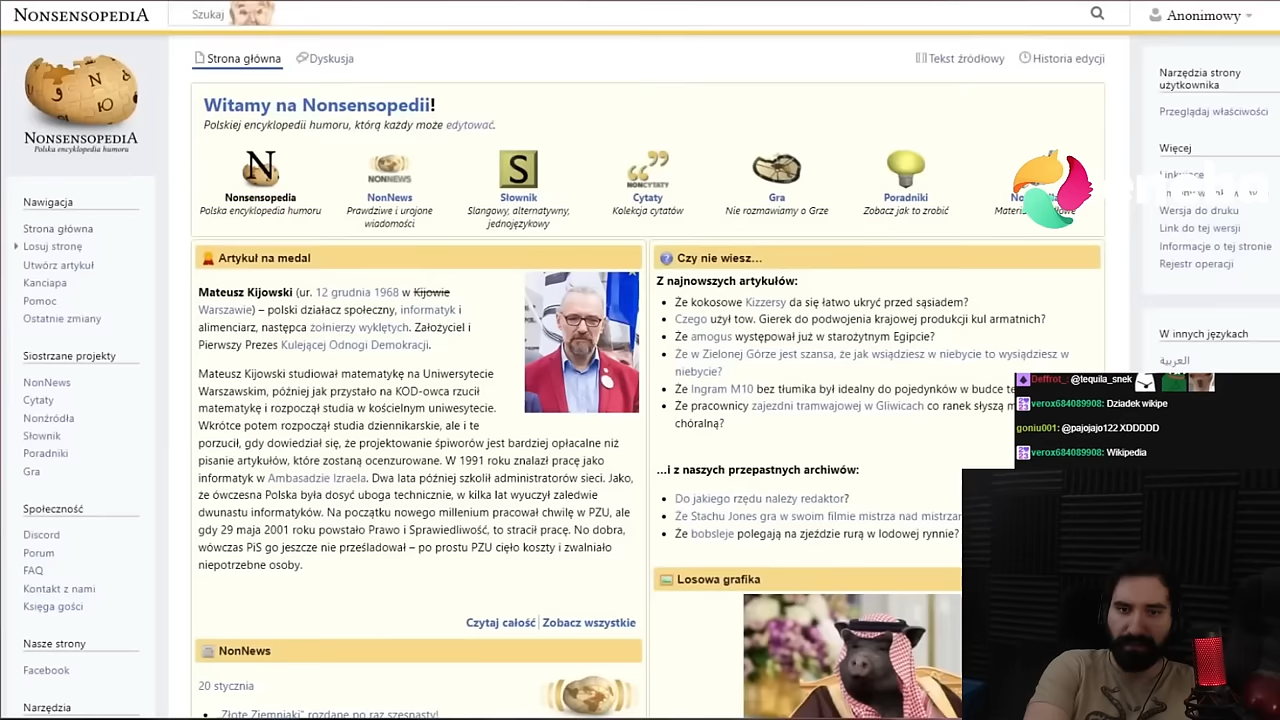 NONSENSOPEDIA
Szukaj
Anonimowy
NONSENSOPEDIA
Polska encyklopedia humoru
Nawigacja
Strona główna
Losuj stronę
Utwórz artykuł
Kanciapa
Pomoc
Ostatnie zmiany
Siostrzane projekty
NonNews
Cytaty
Nonźródła
Słownik
Poradniki
Gra
Społeczność
Discord
Porum
FAQ
Kontakt z nami
Księga gości
Nasze strony
Facebook
Narzędzia
Strona główna
Dyskusja
Tekst źródłowy
Historia edycji
Witamy na Nonsensopedii!
Polskiej encyklopedii humoru, którą każdy może edytować.
N
Nonsensopedia
Polska encyklopedia humoru
NONNEWS
NonNews
Prawdziwe i urojone
wiadomości
S
Słownik
Slangowy, alternatywny,
jednojęzykowy
NONCYTATY
Cytaty
Kolekcja cytatów
Gra
Nie rozmawiamy o Grze
Poradniki
Zobacz jak to zrobić
Artykuł na medal
Mateusz Kijowski (ur. 12 grudnia 1968 w Kijowie
Warszawie) – polski działacz społeczny, informatyk i
alimenciarz, następca żołnierzy wyklętych. Założyciel i
Pierwszy Prezes Kulejącej Odnogi Demokracji.
Mateusz Kijowski studiował matematykę na Uniwersytecie
Warszawskim, później jak przystało na KOD-owca rzucił
matematykę i rozpoczął studia w kościelnym uniwersytecie.
Wkrótce potem rozpoczął studia dziennikarskie, ale i te
porzucił, gdy dowiedział się, że projektowanie śpiworów jest bardziej opłacalne niż
pisanie artykułów, które zostaną ocenzurowane. W 1991 roku znalazł pracę jako
informatyk w Ambasadzie Izraela. Dwa lata później szkolił administratorów sieci. Jako,
że ówczesna Polska była dosyć uboga technicznie, w kilka lat wyuczył zaledwie
dwunastu informatyków. Na początku nowego millenium pracował chwilę w PZU, ale
gdy 29 maja 2001 roku powstało Prawo i Sprawiedliwość, to stracił pracę. No dobra,
wówczas PiS go jeszcze nie prześladował – po prostu PZU cięło koszty i zwalniało
niepotrzebne osoby.
Czytaj całość | Zobacz wszystkie
NonNews
20 stycznia
„Złote Ziemniaki” rozdane po raz szesnasty!
Czy nie wiesz…
Z najnowszych artykułów:
Że kokosowe Kizzersy da się łatwo ukryć przed sąsiadem?
Czego użył tow. Gierek do podwojenia krajowej produkcji kul armatnich?
Że amogus występował już w starożytnym Egipcie?
Że w Zielonej Górze jest szansa, że jak wsiądziesz w niebycie to wysiądziesz w
niebycie?
Że Ingram M10 bez tłumika był idealny do pojedynków w budce te
Że pracownicy zajezdni tramwajowej w Gliwicach co ranek słyszą m
chóralną?
...i z naszych przepastnych archiwów:
Do jakiego rzędu należy redaktor?
Że Stachu Jones gra w swoim filmie mistrza nad mistrzar
Że bobsleje polegają na zjeździe rurą w lodowej rynnie?
Losowa grafika
Narzędzia strony
użytkownika
Przeglądaj właściwości
Więcej
Wersja do druku
Link do tej wersji
Informacje o tej stronie
Rejestr operacji
W innych językach
العربية
Deffrot_: @tequila_snek
verox684089908: Dziadek wikipe
goniu001: @pajojajo122 XDDDDD
verox684089908: Wikipedia